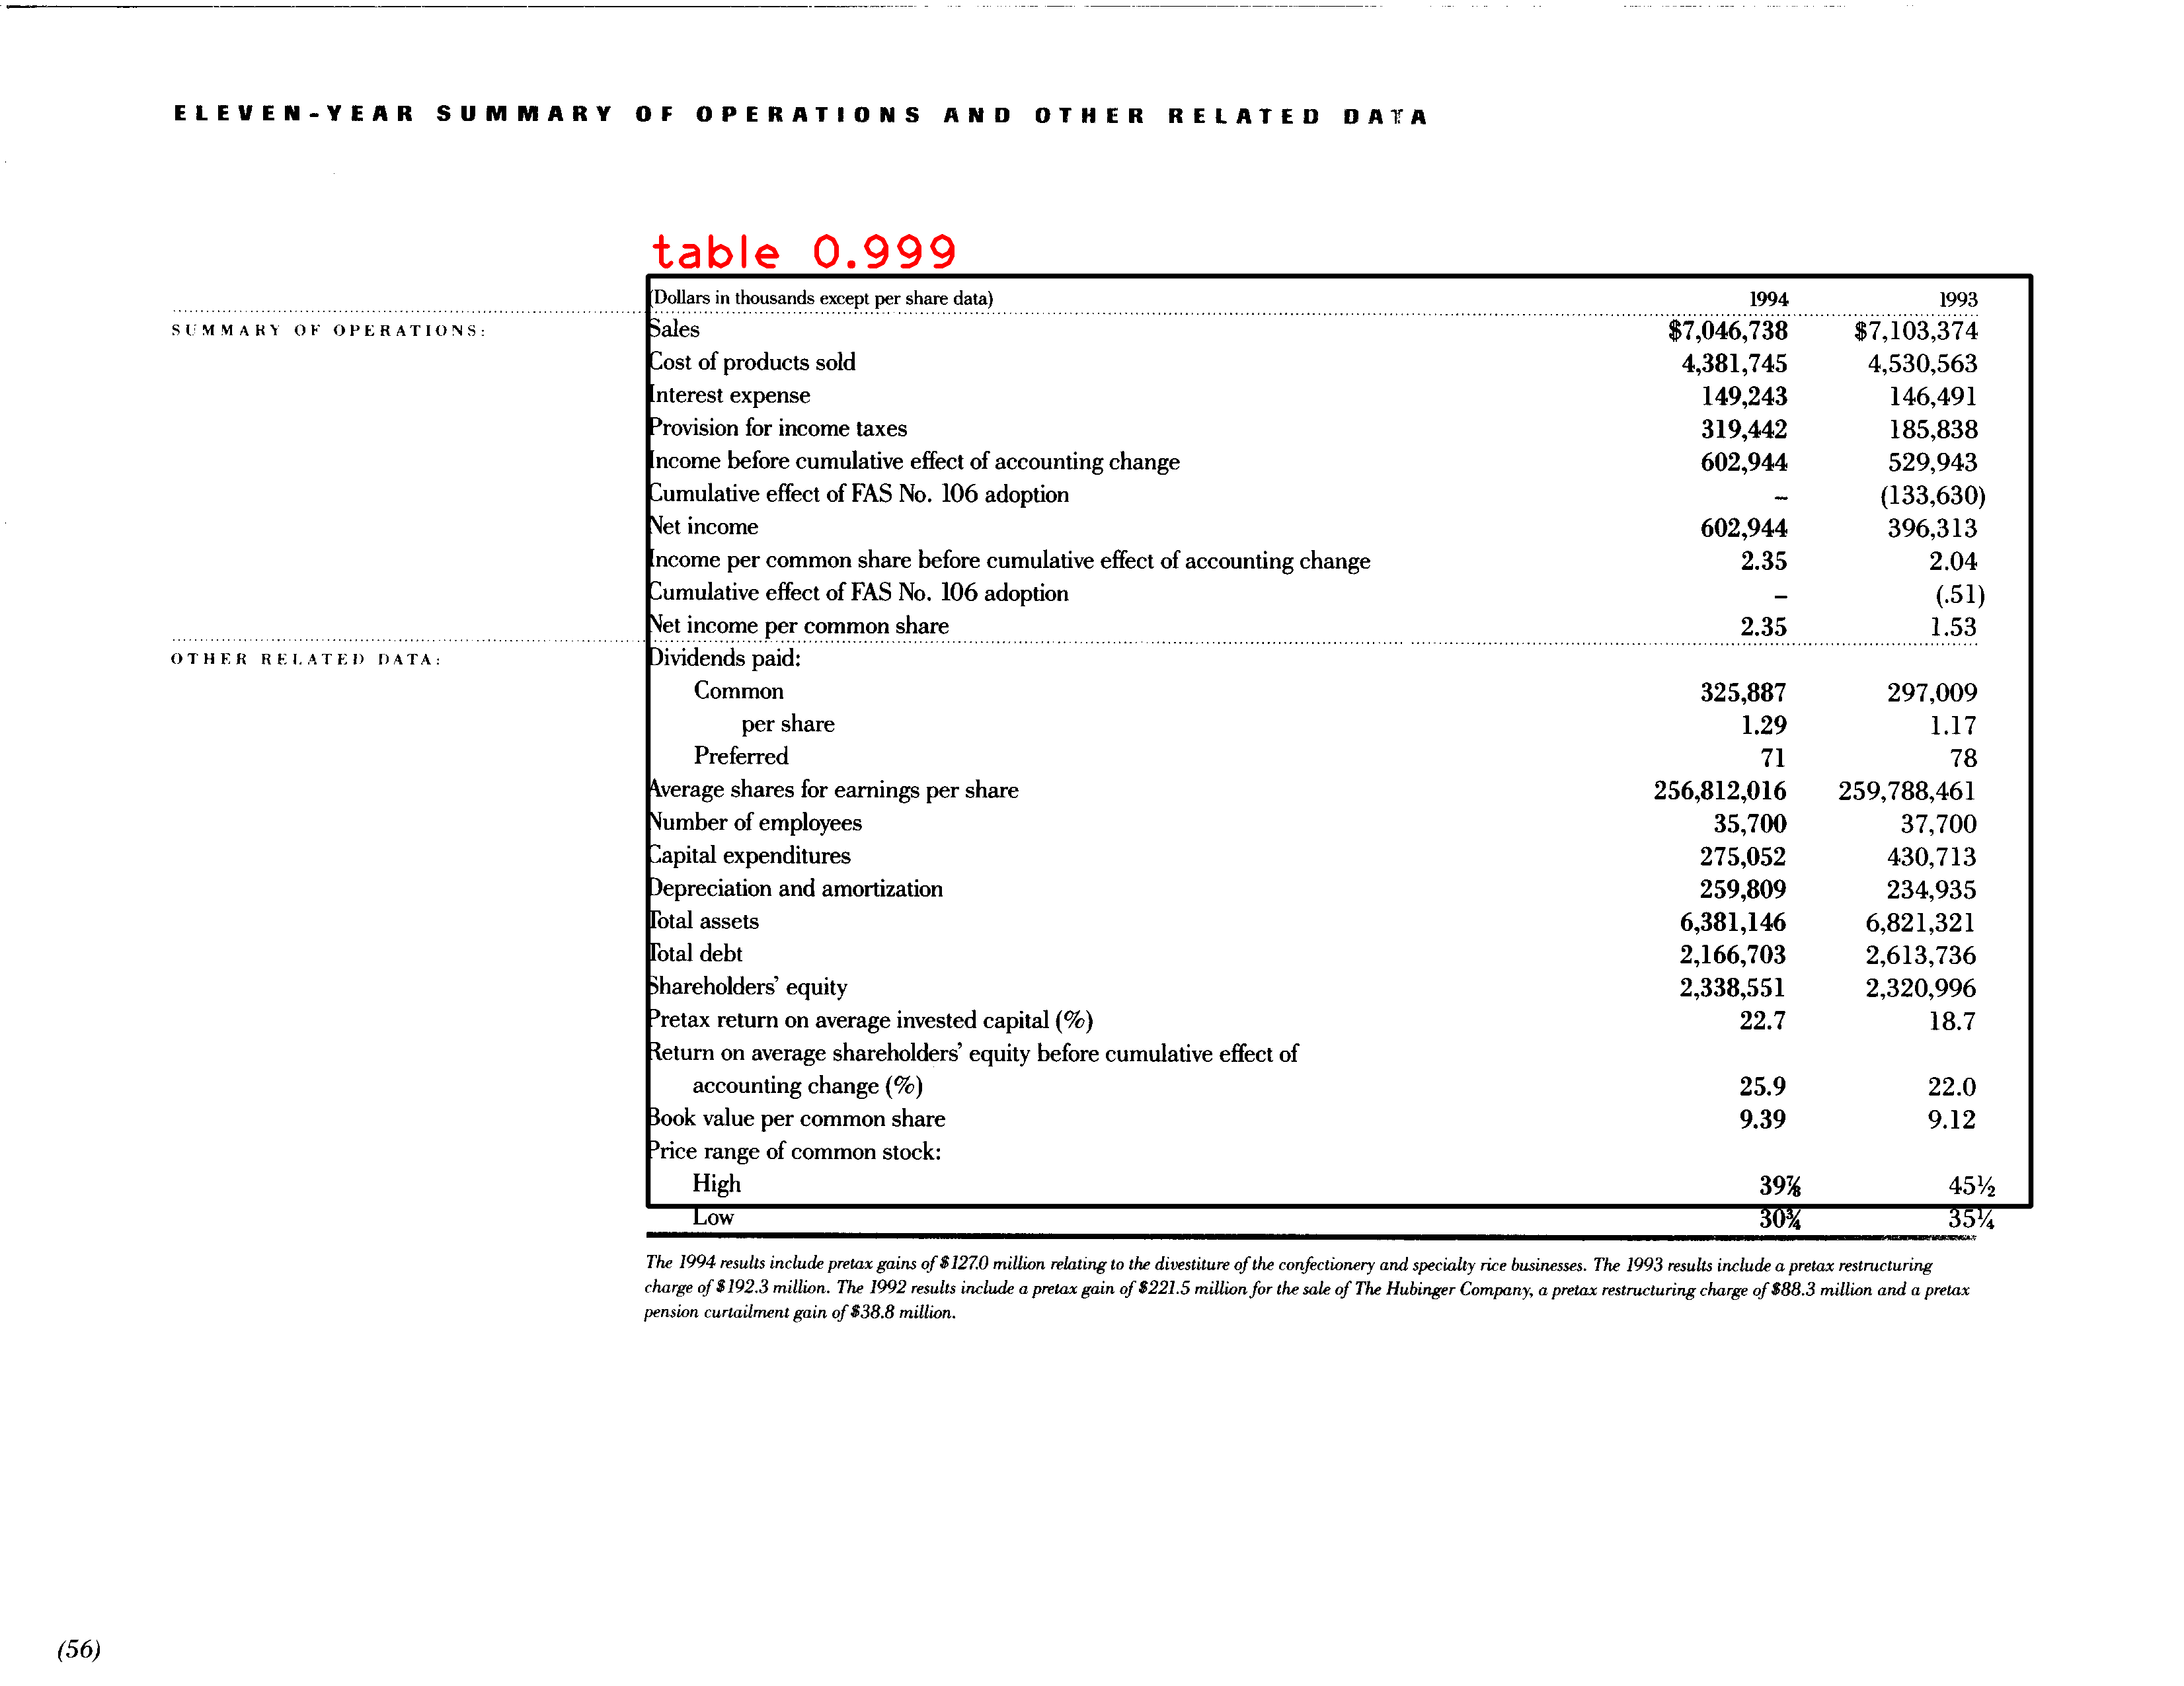 ELEVEN-YEAR SUMMARY OF OPERATIONS AND OTHER RELATED DATA
table 0.999
(Dollars in thousands except per share data) 1994 1993
SUMMARY OF OPERATIONS: Sales $7,046,738 $7,103,374
Cost of products sold 4,381,745 4,530,563
Interest expense 149,243 146,491
Provision for income taxes 319,442 185,838
Income before cumulative effect of accounting change 602,944 529,943
Cumulative effect of FAS No. 106 adoption – (133,630)
Net income 602,944 396,313
Income per common share before cumulative effect of accounting change 2.35 2.04
Cumulative effect of FAS No. 106 adoption – (.51)
Net income per common share 2.35 1.53
OTHER RELATED DATA: Dividends paid:
Common 325,887 297,009
per share 1.29 1.17
Preferred 71 78
Average shares for earnings per share 256,812,016 259,788,461
Number of employees 35,700 37,700
Capital expenditures 275,052 430,713
Depreciation and amortization 259,809 234,935
Total assets 6,381,146 6,821,321
Total debt 2,166,703 2,613,736
Shareholders' equity 2,338,551 2,320,996
Pretax return on average invested capital (%) 22.7 18.7
Return on average shareholders' equity before cumulative effect of
accounting change (%) 25.9 22.0
Book value per common share 9.39 9.12
Price range of common stock:
High 39⅞ 45½
Low 30¾ 35¼
The 1994 results include pretax gains of $127.0 million relating to the divestiture of the confectionery and specialty rice businesses. The 1993 results include a pretax restructuring
charge of $192.3 million. The 1992 results include a pretax gain of $221.5 million for the sale of The Hubinger Company, a pretax restructuring charge of $88.3 million and a pretax
pension curtailment gain of $38.8 million.
(56)